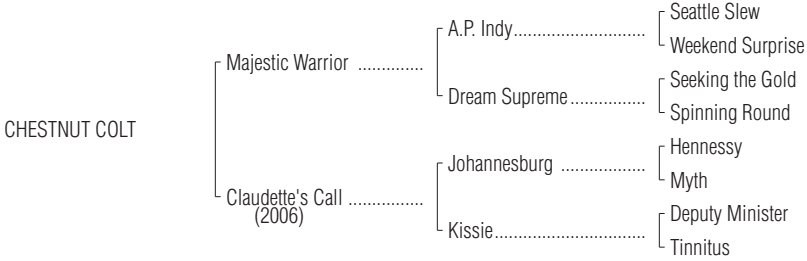 Seattle Slew
A.P. Indy..........................
Weekend Surprise
Majestic Warrior ..............
Seeking the Gold
Dream Supreme...............
Spinning Round
CHESTNUT COLT
Hennessy
Johannesburg .................
Myth
Claudette's Call ................
(2006)
Deputy Minister
Kissie..............................
Tinnitus